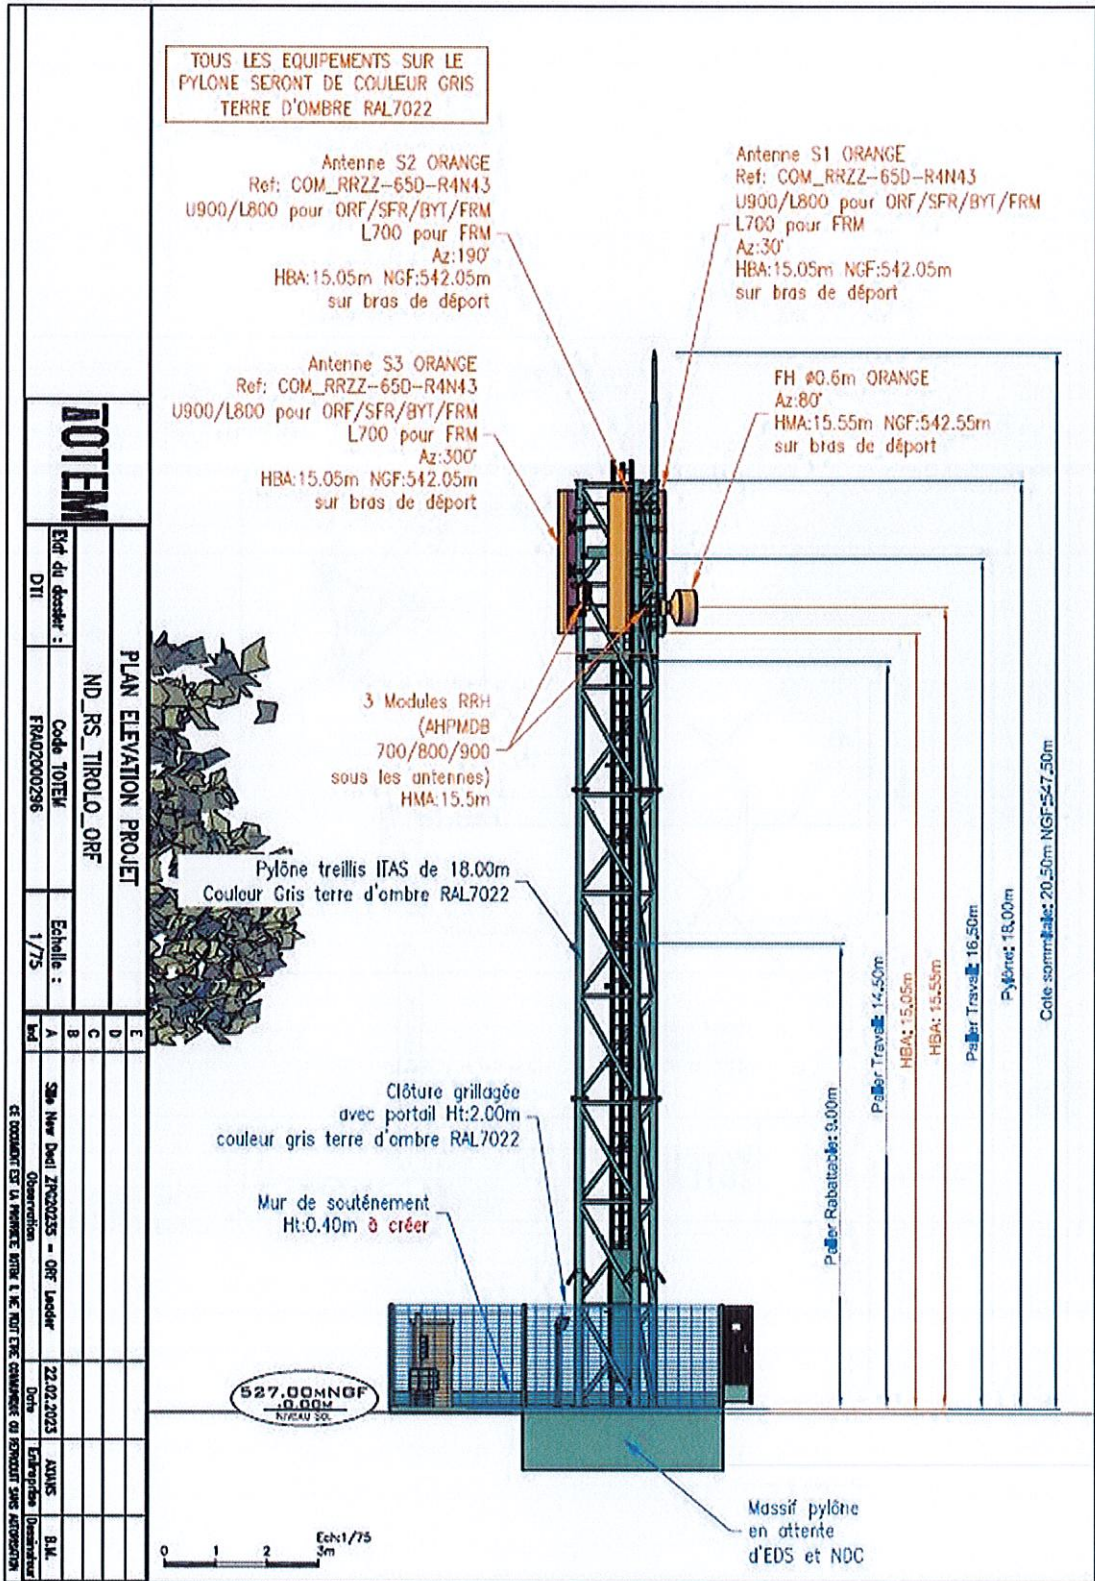 TOUS LES EQUIPEMENTS SUR LE
PYLONE SERONT DE COULEUR GRIS
TERRE D'OMBRE RAL7022
Antenne S2 ORANGE
Ref: COM_RRZZ-65D-R4N43
U900/L800 pour ORF/SFR/BYT/FRM
L700 pour FRM
Az:190°
HBA:15.05m NGF:542.05m
sur bras de déport
Antenne S1 ORANGE
Ref: COM_RRZZ-65D-R4N43
U900/L800 pour ORF/SFR/BYT/FRM
L700 pour FRM
Az:30°
HBA:15.05m NGF:542.05m
sur bras de déport
Antenne S3 ORANGE
Ref: COM_RRZZ-65D-R4N43
U900/L800 pour ORF/SFR/BYT/FRM
L700 pour FRM
Az:300°
HBA:15.05m NGF:542.05m
sur bras de déport
FH Ø0.6m ORANGE
Az:80°
HMA:15.55m NGF:542.55m
sur bras de déport
3 Modules RRH
(AHPMDB
700/800/900
sous les antennes)
HMA:15.5m
Pylône treillis ITAS de 18.00m
Couleur Gris terre d'ombre RAL7022
Clôture grillagée
avec portail Ht:2.00m
couleur gris terre d'ombre RAL7022
Mur de souténement
Ht:0.40m à créer
Palier Rabattable: 9.00m
Palier Travail: 14.50m
HBA: 15.05m
HBA: 15.55m
Palier Travail: 16.50m
Pylône: 18.00m
Cote sommitale: 20.50m NGF:547.50m
527.00mNGF
0.00m
NIVEAU SOL
Massif pylône
en attente
d'EDS et NDC
Ech:1/75
0 1 2 3m
TOTEM
PLAN ELEVATION PROJET
ND_RS_TIROLO_ORF
Etat du dossier :
DTI
Code TOTEM
FRA02000296
Echelle :
1/75
E
D
C
B
A Site New Deal ZPG20235 - ORF Leader 22.02.2023 AXIANS B.M.
Ind Observation Date Entreprise Dessinateur
CE DOCUMENT EST LA PROPRIETE